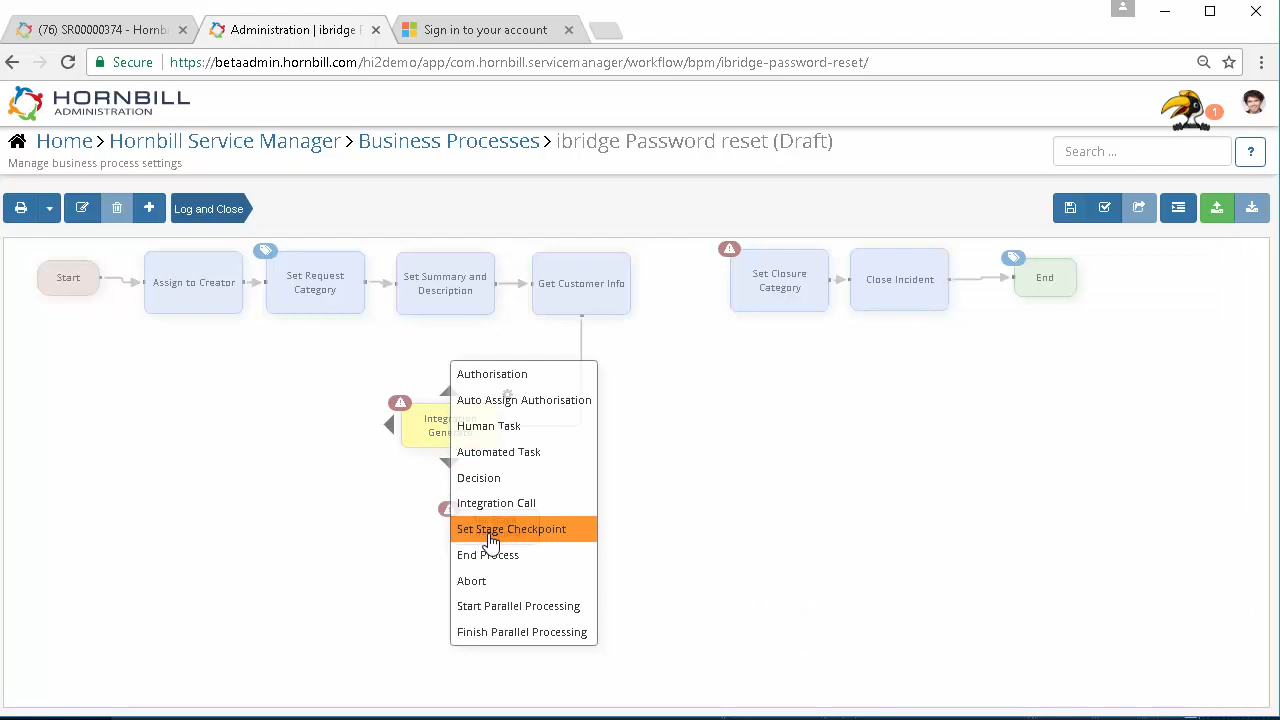 (76) SR00000374 - Hornb
Administration | ibridge
Sign in to your account
Secure
https://betaadmin.hornbill.com/hi2demo/app/com.hornbill.servicemanager/workflow/bpm/ibridge-password-reset/
HORNBILL
ADMINISTRATION
1
Home > Hornbill Service Manager > Business Processes > ibridge Password reset (Draft)
Manage business process settings
Search ...
?
Log and Close
Start
Assign to Creator
Set Request
Category
Set Summary and
Description
Get Customer Info
Set Closure
Category
Close Incident
End
Authorisation
Auto Assign Authorisation
Human Task
Automated Task
Decision
Integration Call
Set Stage Checkpoint
End Process
Abort
Start Parallel Processing
Finish Parallel Processing